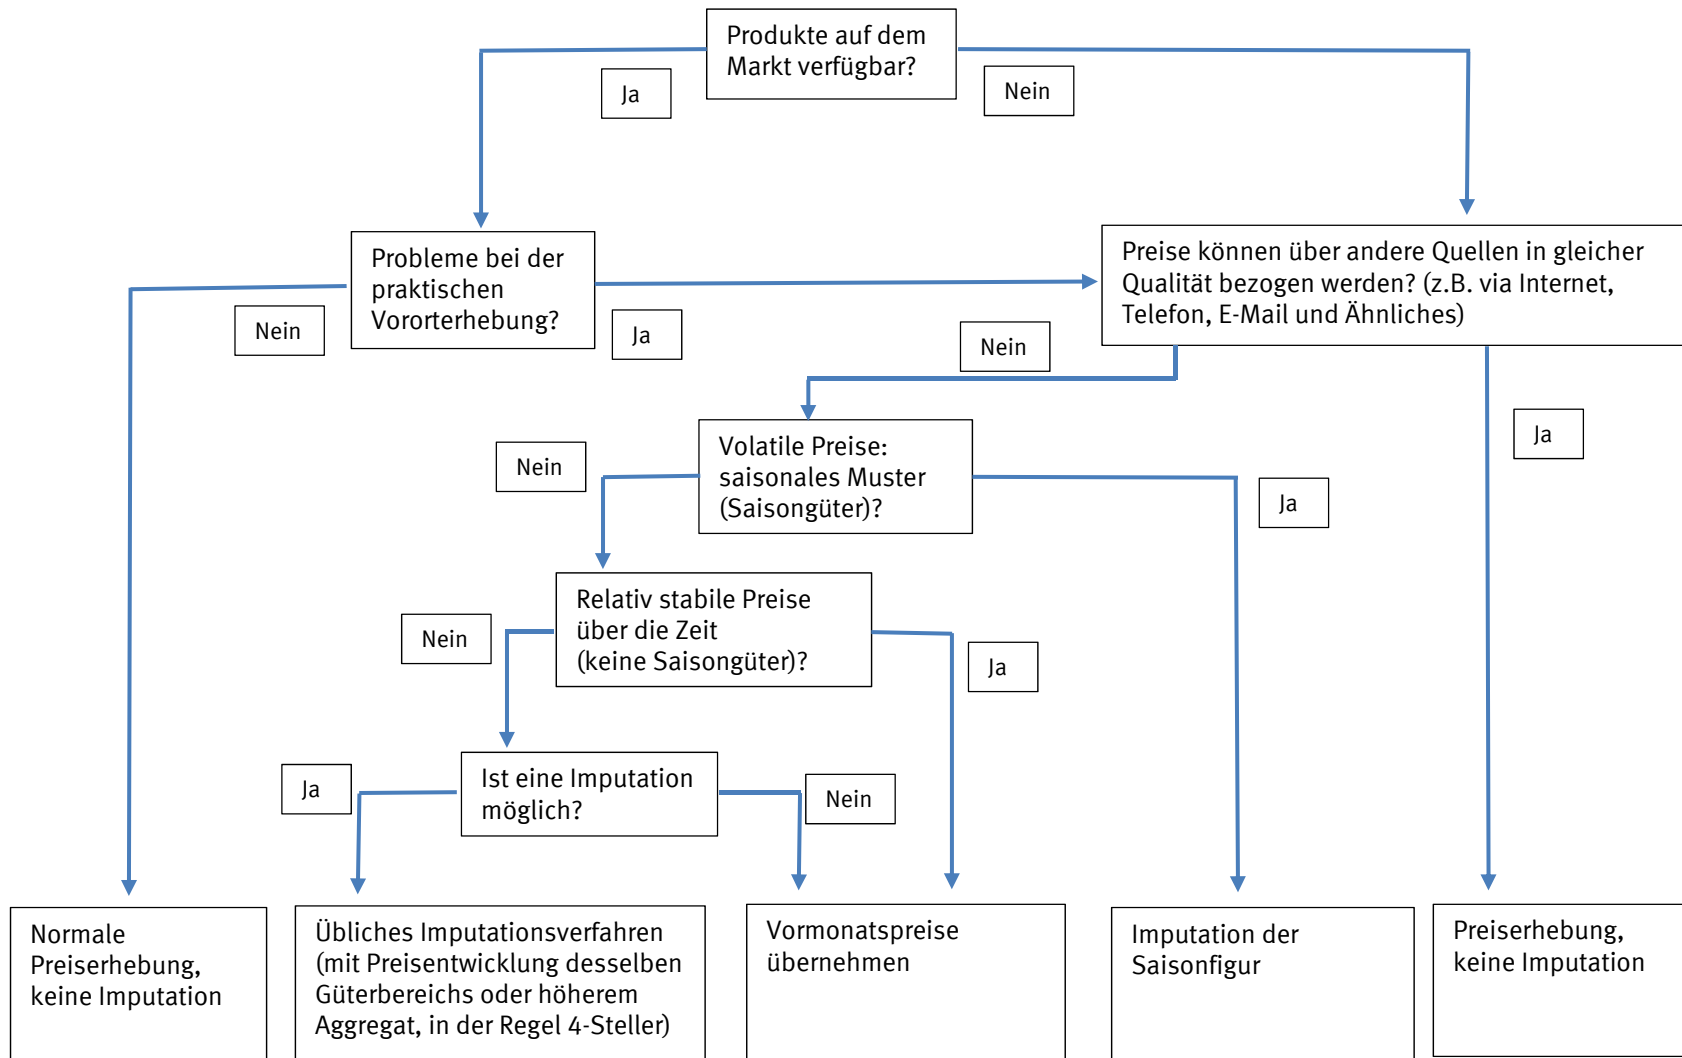 Produkte auf dem
Markt verfügbar?
Ja
Nein
Probleme bei der
praktischen
Vororterhebung?
Nein
Ja
Preise können über andere Quellen in gleicher
Qualität bezogen werden? (z.B. via Internet,
Telefon, E-Mail und Ähnliches)
Nein
Ja
Volatile Preise:
saisonales Muster
(Saisongüter)?
Nein
Ja
Relativ stabile Preise
über die Zeit
(keine Saisongüter)?
Nein
Ja
Ist eine Imputation
möglich?
Ja
Nein
Normale
Preiserhebung,
keine Imputation
Übliches Imputationsverfahren
(mit Preisentwicklung desselben
Güterbereichs oder höherem
Aggregat, in der Regel 4-Steller)
Vormonatspreise
übernehmen
Imputation der
Saisonfigur
Preiserhebung,
keine Imputation